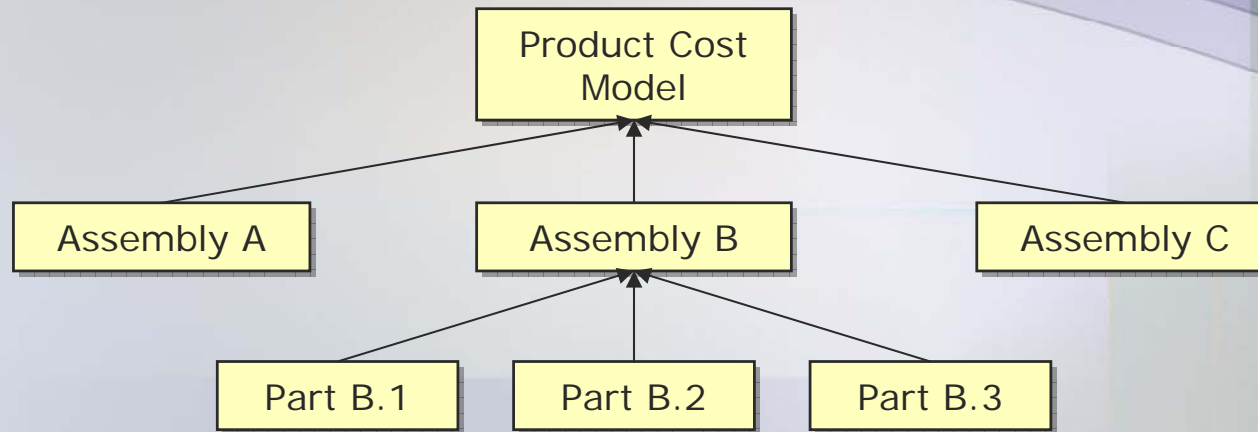 Product Cost
Model
Assembly A
Assembly B
Assembly C
Part B.1
Part B.2
Part B.3